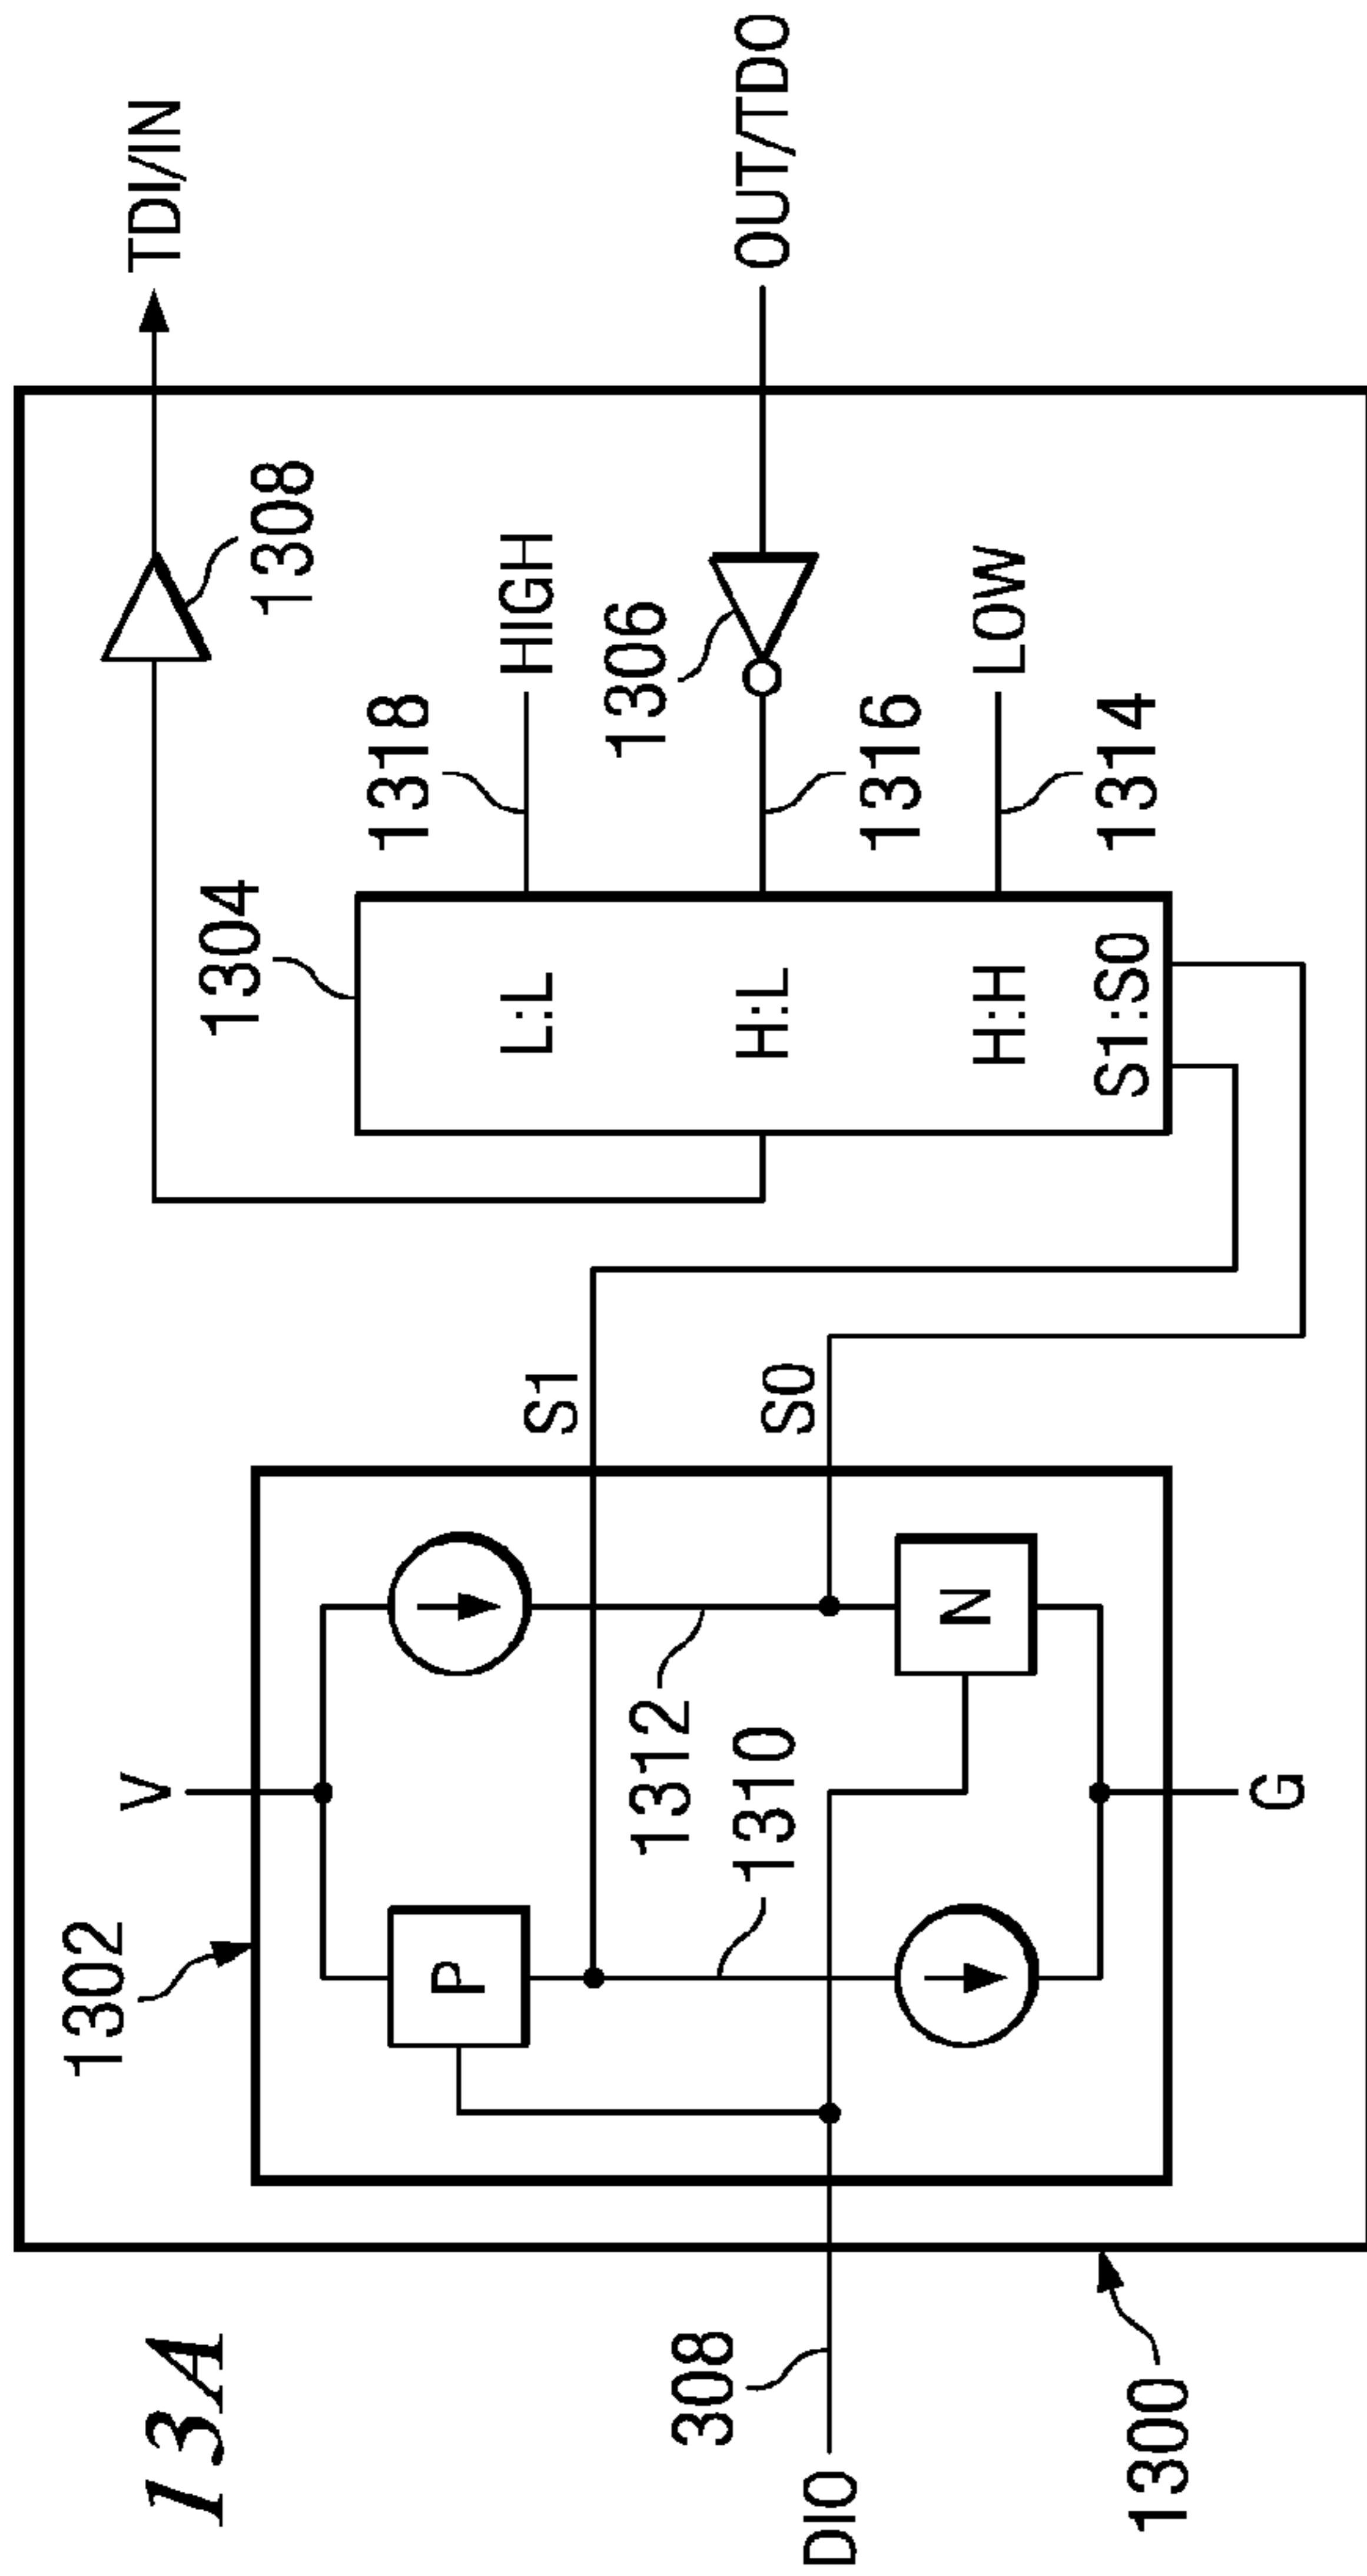 13A
1302
V
P
N
1312
1310
S1
S0
G
308
DIO
1300
1304
L:L
H:L
H:H
S1:S0
1318
HIGH
1306
1316
LOW
1314
1308
TDI/IN
OUT/TDO